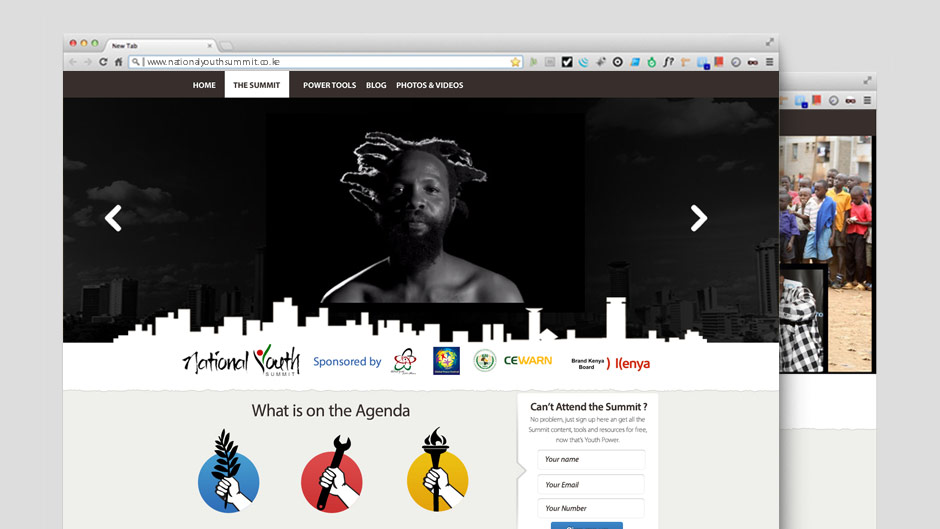 New Tab
www.nationalyouthsummit.co.ke
HOME THE SUMMIT POWER TOOLS BLOG PHOTOS & VIDEOS
National Youth
SUMMIT
Sponsored by
CEWARN
Brand Kenya
Board
Kenya
What is on the Agenda
Can't Attend the Summit ?
No problem, just sign up here an get all the
Summit content, tools and resources for free,
now that's Youth Power.
Your name
Your Email
Your Number